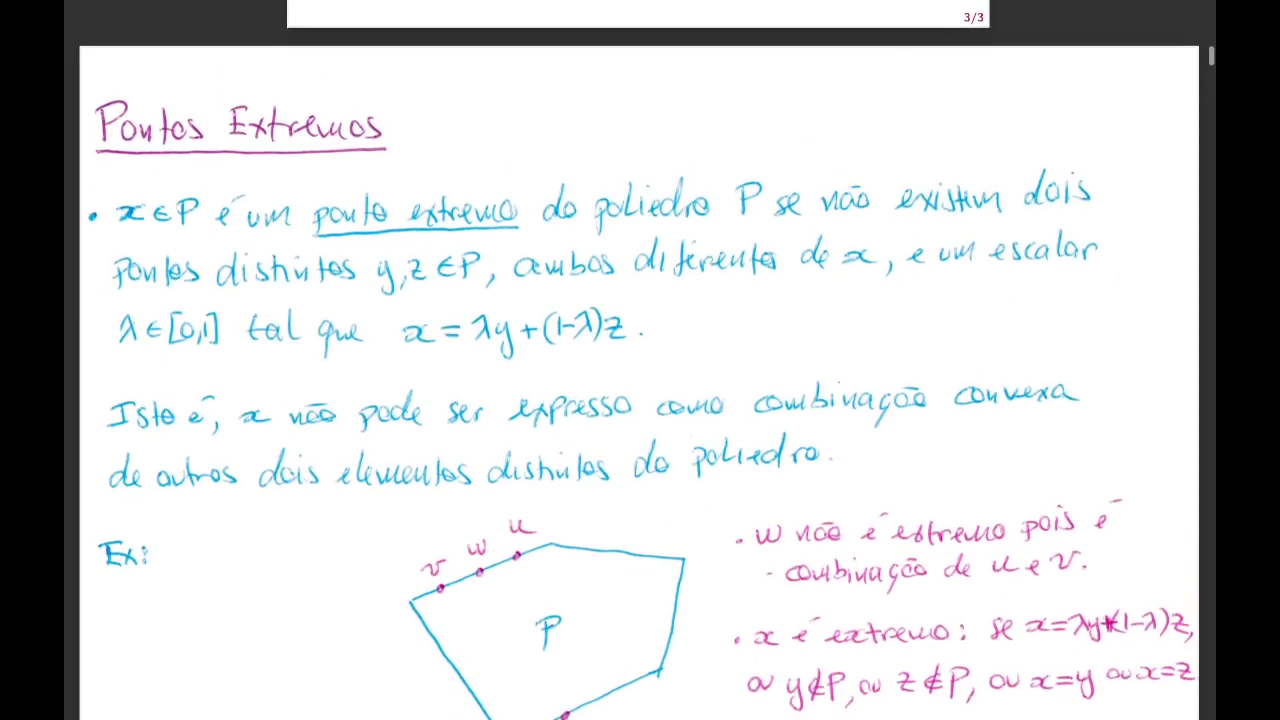 3/3
Pontos Extremos
• x ∈ P é um ponto extremo do poliedro P se não existem dois
pontos distintos y, z ∈ P, ambos diferentes de x, e um escalar
λ ∈ [0,1] tal que x = λy + (1-λ)z.
Isto é, x não pode ser expresso como combinação convexa
de outros dois elementos distintos do poliedro.
Ex:
v w u
P
• w não é extremo pois é
combinação de u e v.
• x é extremo: se x = λy + (1-λ)z,
ou y ∉ P, ou z ∉ P, ou x = y ou x = z